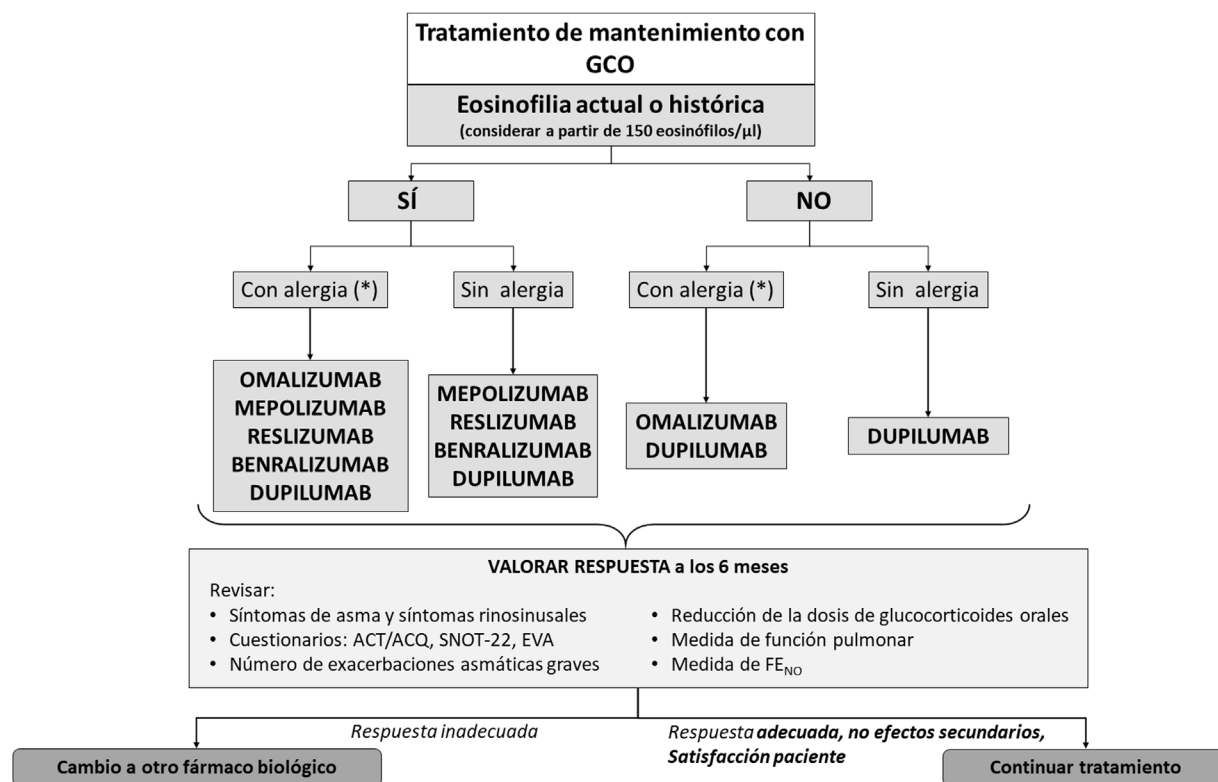 Tratamiento de mantenimiento con
GCO
Eosinofilia actual o histórica
(considerar a partir de 150 eosinófilos/µl)
SÍ
NO
Con alergia (*)
Sin alergia
Con alergia (*)
Sin alergia
OMALIZUMAB
MEPOLIZUMAB
RESLIZUMAB
BENRALIZUMAB
DUPILUMAB
MEPOLIZUMAB
RESLIZUMAB
BENRALIZUMAB
DUPILUMAB
OMALIZUMAB
DUPILUMAB
DUPILUMAB
VALORAR RESPUESTA a los 6 meses
Revisar:
• Síntomas de asma y síntomas rinosinusales
• Cuestionarios: ACT/ACQ, SNOT-22, EVA
• Número de exacerbaciones asmáticas graves
• Reducción de la dosis de glucocorticoides orales
• Medida de función pulmonar
• Medida de FENO
Respuesta inadecuada
Respuesta adecuada, no efectos secundarios,
Satisfacción paciente
Cambio a otro fármaco biológico
Continuar tratamiento